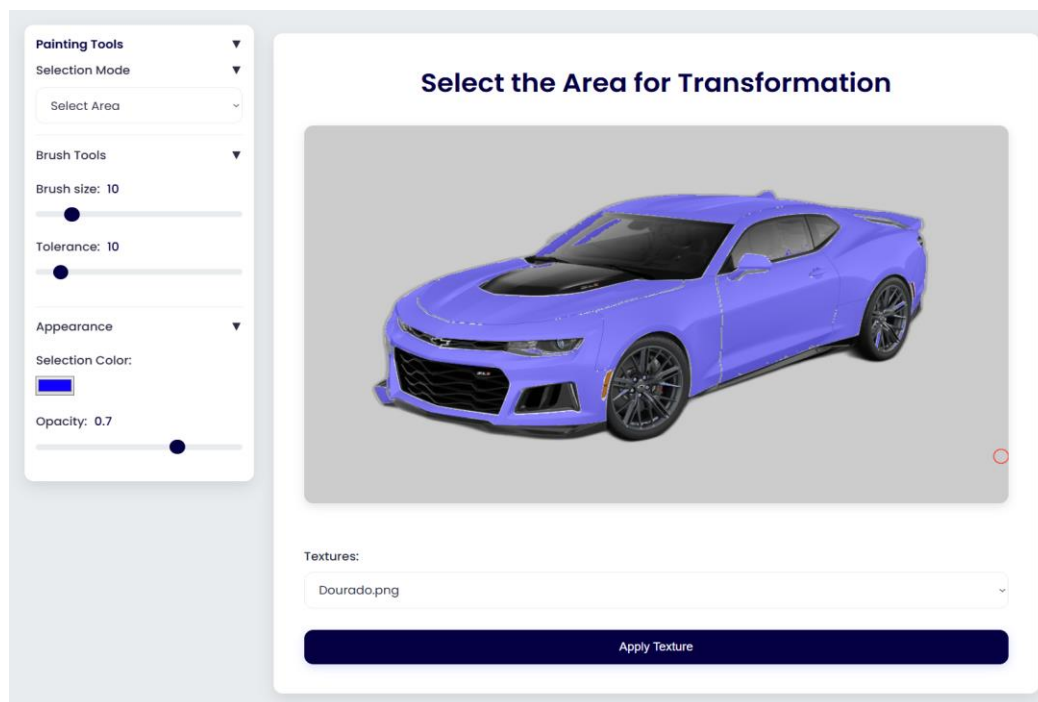 Painting Tools
Selection Mode
Select Area
Brush Tools
Brush size: 10
Tolerance: 10
Appearance
Selection Color:
Opacity: 0.7
Select the Area for Transformation
Textures:
Dourado.png
Apply Texture